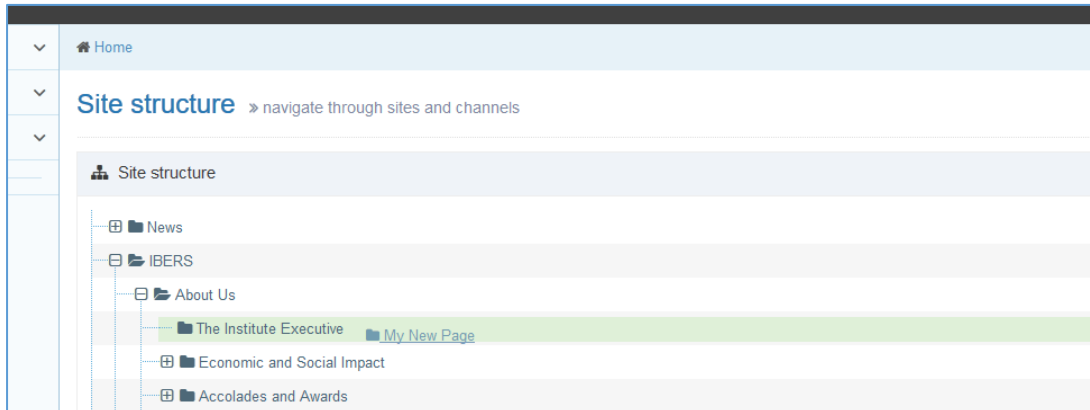 Home
Site structure » navigate through sites and channels
Site structure
News
IBERS
About Us
The Institute Executive My New Page
Economic and Social Impact
Accolades and Awards